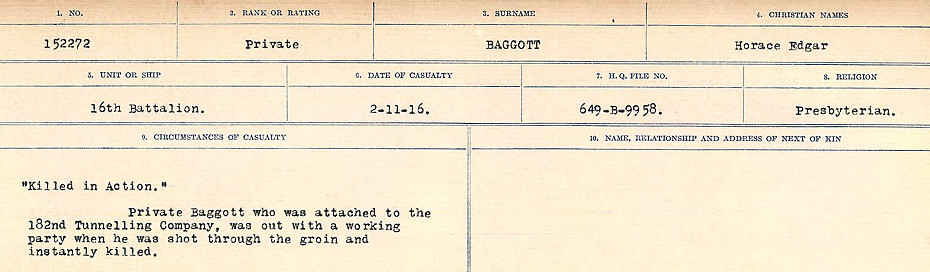 1. NO. 2. RANK OR RATING 3. SURNAME 4. CHRISTIAN NAMES
152272 Private BAGGOTT Horace Edgar
5. UNIT OR SHIP 6. DATE OF CASUALTY 7. H.Q. FILE NO. 8. RELIGION
16th Battalion. 2-11-16. 649-B-9958. Presbyterian.
9. CIRCUMSTANCES OF CASUALTY 10. NAME, RELATIONSHIP AND ADDRESS OF NEXT OF KIN
"Killed in Action."
Private Baggott who was attached to the
182nd Tunnelling Company, was out with a working
party when he was shot through the groin and
instantly killed.